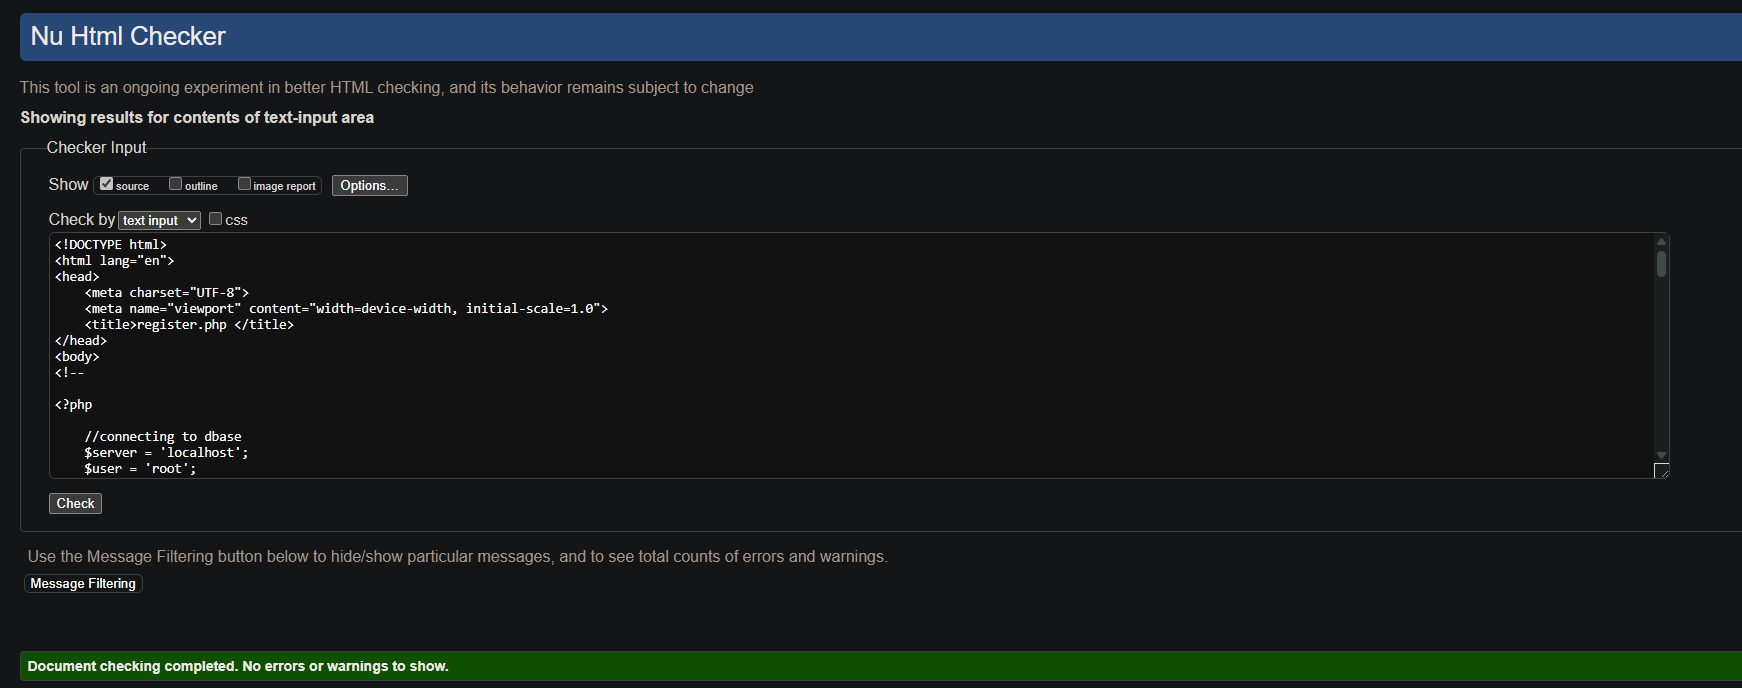 Nu Html Checker
This tool is an ongoing experiment in better HTML checking, and its behavior remains subject to change
Showing results for contents of text-input area
Checker Input
Show source outline image report Options...
Check by text input css
<!DOCTYPE html>
<html lang="en">
<head>
    <meta charset="UTF-8">
    <meta name="viewport" content="width=device-width, initial-scale=1.0">
    <title>register.php </title>
</head>
<body>
<!--
<?php
    //connecting to dbase
    $server = 'localhost';
    $user = 'root';
Check
Use the Message Filtering button below to hide/show particular messages, and to see total counts of errors and warnings.
Message Filtering
Document checking completed. No errors or warnings to show.